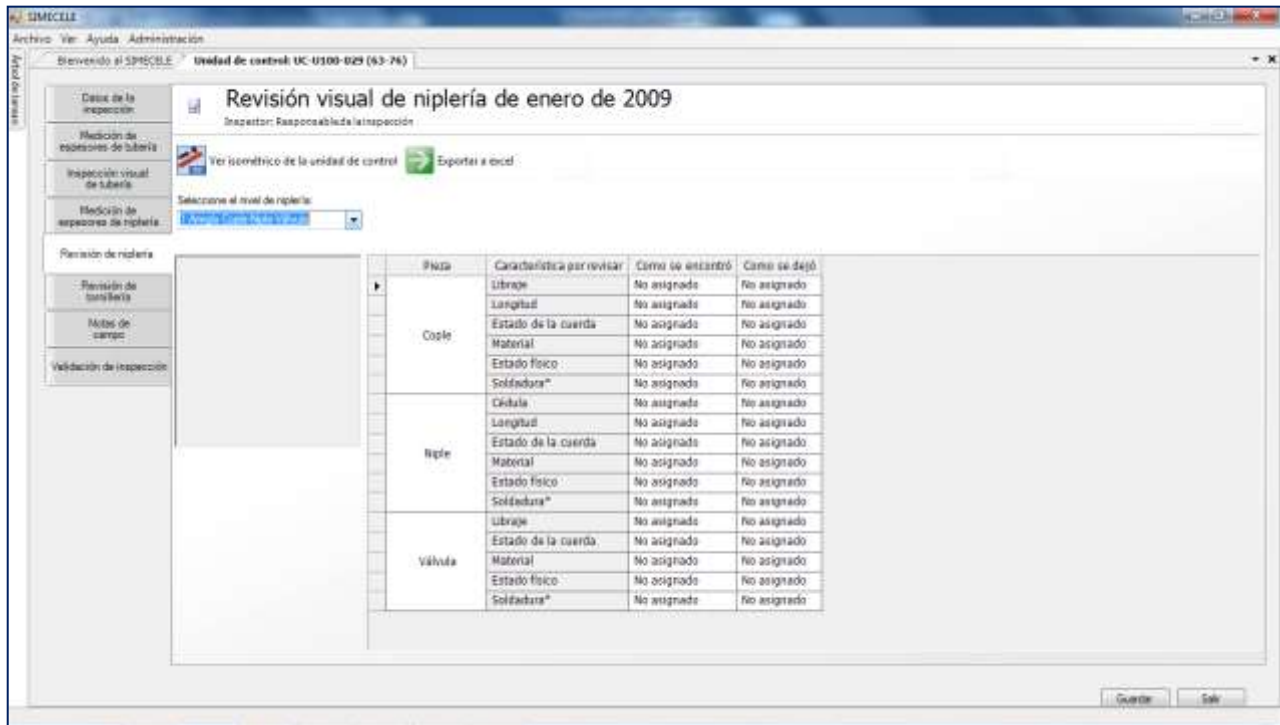 SIMECELE
Archivo Ver Ayuda Administración
Bienvenido al SIMECELE Unidad de control: UC-U100-029 (63-76)
Árbol de tareas
Datos de la
inspección
Medición de
espesores de tubería
Inspección visual
de tubería
Medición de
espesores de niplería
Revisión de niplería
Revisión de
tornillería
Notas de
campo
Validación de inspección
Revisión visual de niplería de enero de 2009
Inspector: Responsable de la inspección
Ver isométrico de la unidad de control Exportar a excel
Seleccione el nivel de niplería:
Pieza Característica por revisar Como se encontró Como se dejó
Cople
Libraje No asignado No asignado
Longitud No asignado No asignado
Estado de la cuerda No asignado No asignado
Material No asignado No asignado
Estado físico No asignado No asignado
Soldadura* No asignado No asignado
Niple
Cédula No asignado No asignado
Longitud No asignado No asignado
Estado de la cuerda No asignado No asignado
Material No asignado No asignado
Estado físico No asignado No asignado
Soldadura* No asignado No asignado
Válvula
Libraje No asignado No asignado
Estado de la cuerda No asignado No asignado
Material No asignado No asignado
Estado físico No asignado No asignado
Soldadura* No asignado No asignado
Guardar Salir